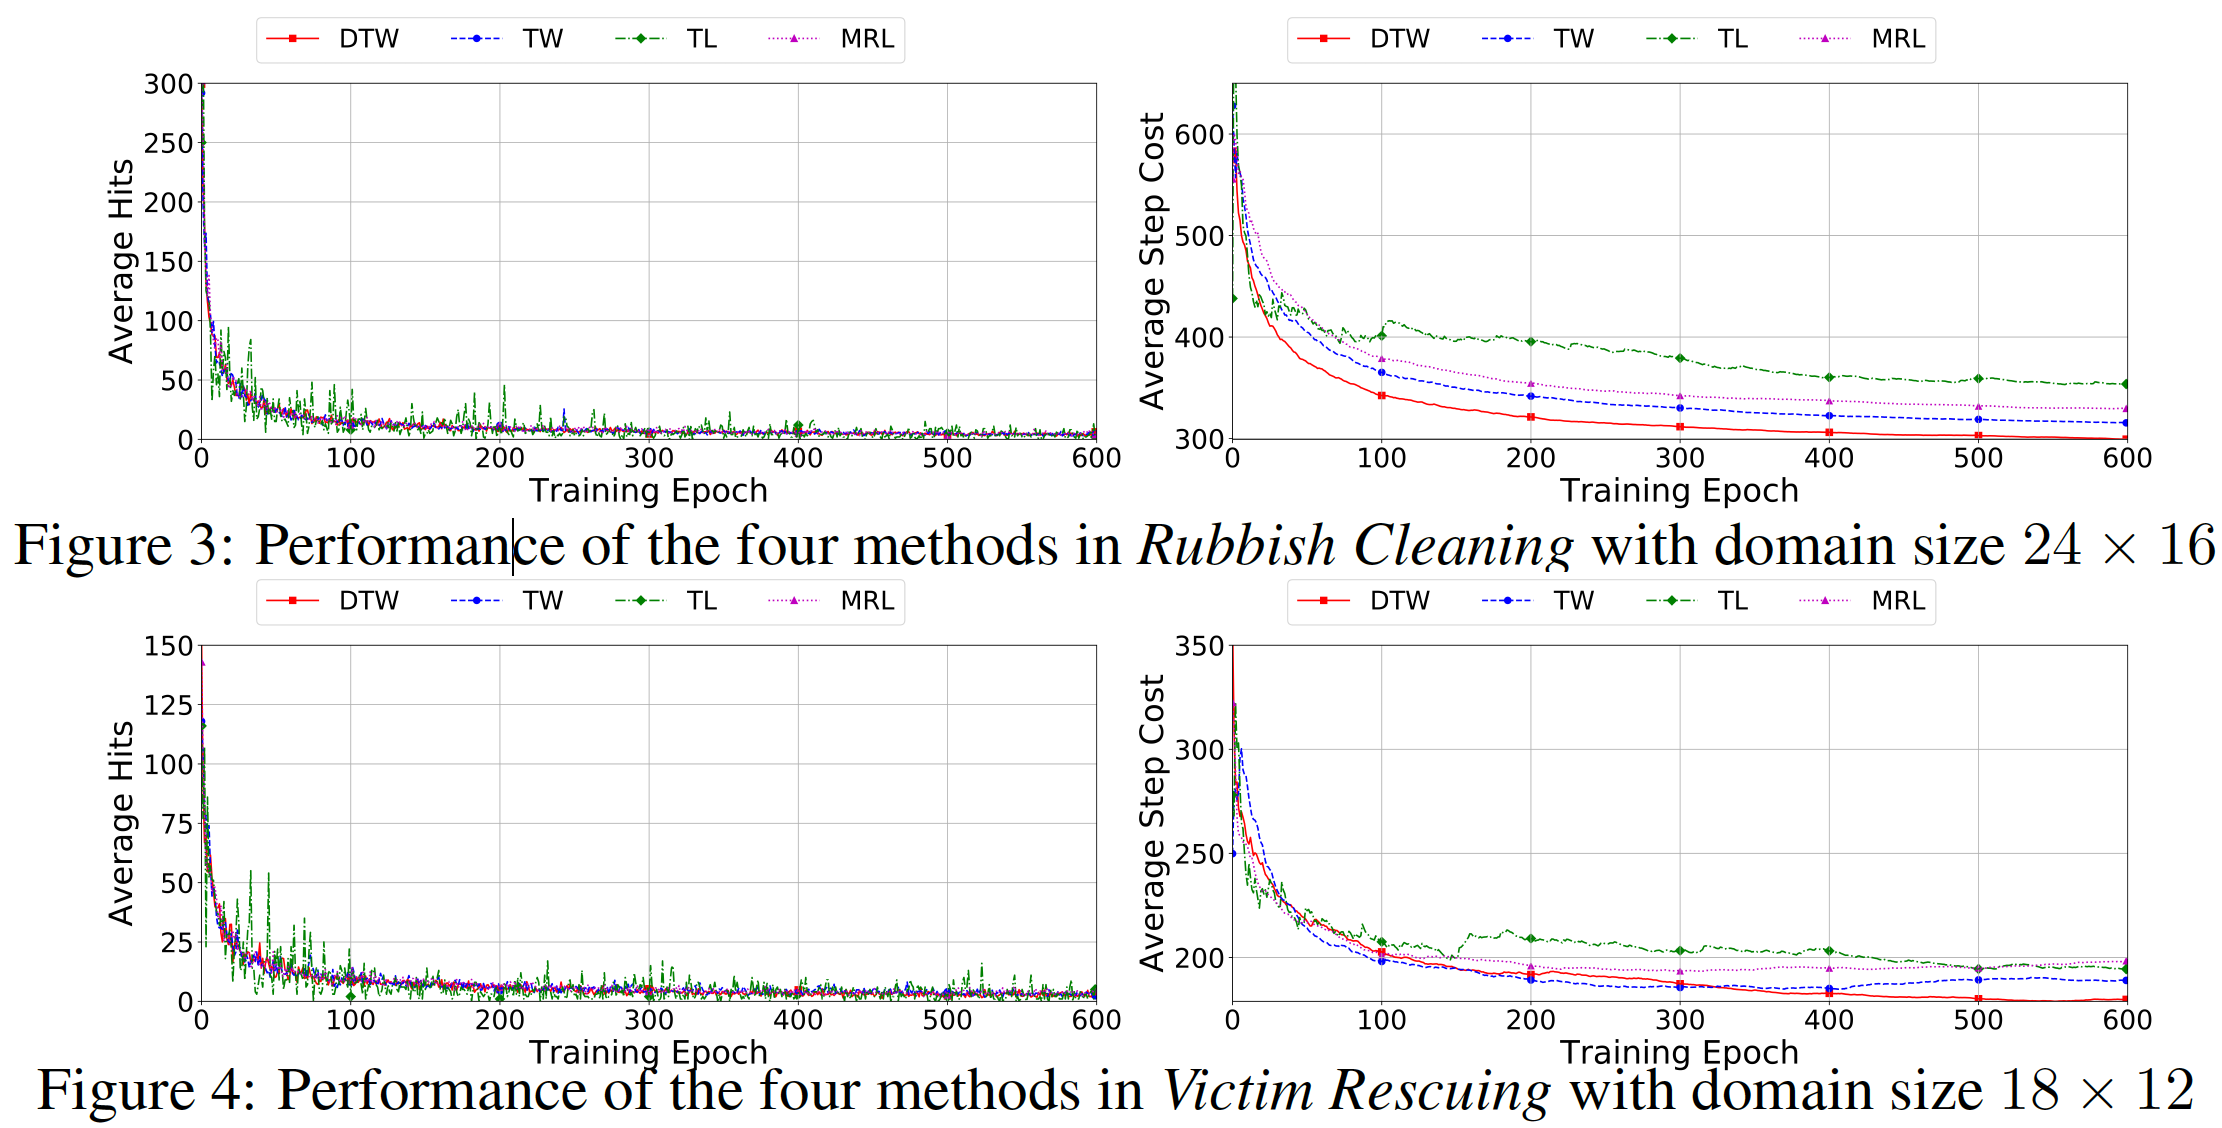 DTW TW TL MRL
DTW TW TL MRL
300
250
200
150
100
50
0
Average Hits
0 100 200 300 400 500 600
Training Epoch
600
500
400
300
Average Step Cost
0 100 200 300 400 500 600
Training Epoch
Figure 3: Performance of the four methods in Rubbish Cleaning with domain size 24 × 16
DTW TW TL MRL
DTW TW TL MRL
150
125
100
75
50
25
0
Average Hits
0 100 200 300 400 500 600
Training Epoch
350
300
250
200
Average Step Cost
0 100 200 300 400 500 600
Training Epoch
Figure 4: Performance of the four methods in Victim Rescuing with domain size 18 × 12